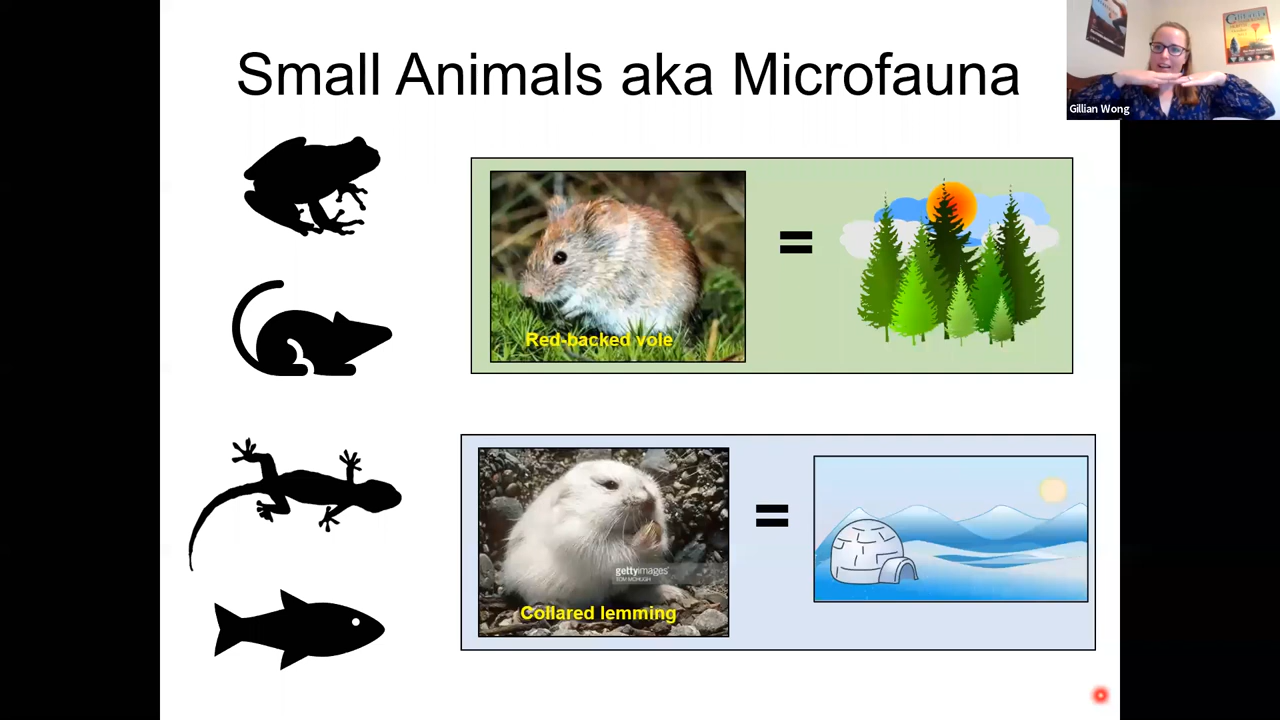 Small Animals aka Microfauna
Gillian Wong
Red-backed vole
=
gettyimages
TOM MCHUGH
Collared lemming
=